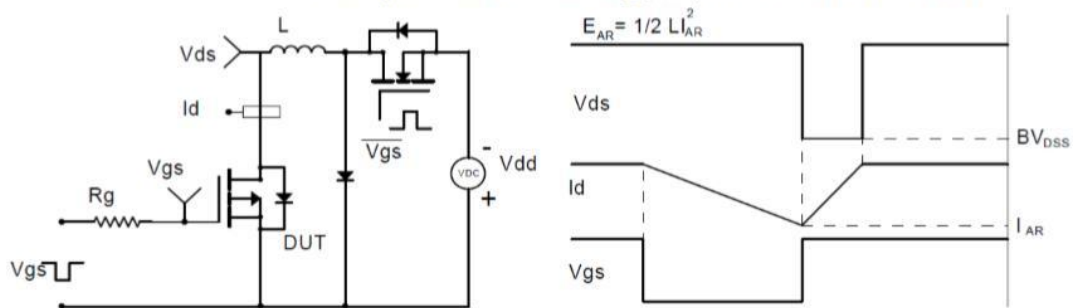 L
Vds
Id
Vgs
Vgs
Rg
DUT
Vgs
VDC
-
Vdd
+
E_AR = 1/2 LI_AR^2
Vds
BV_DSS
Id
I_AR
Vgs